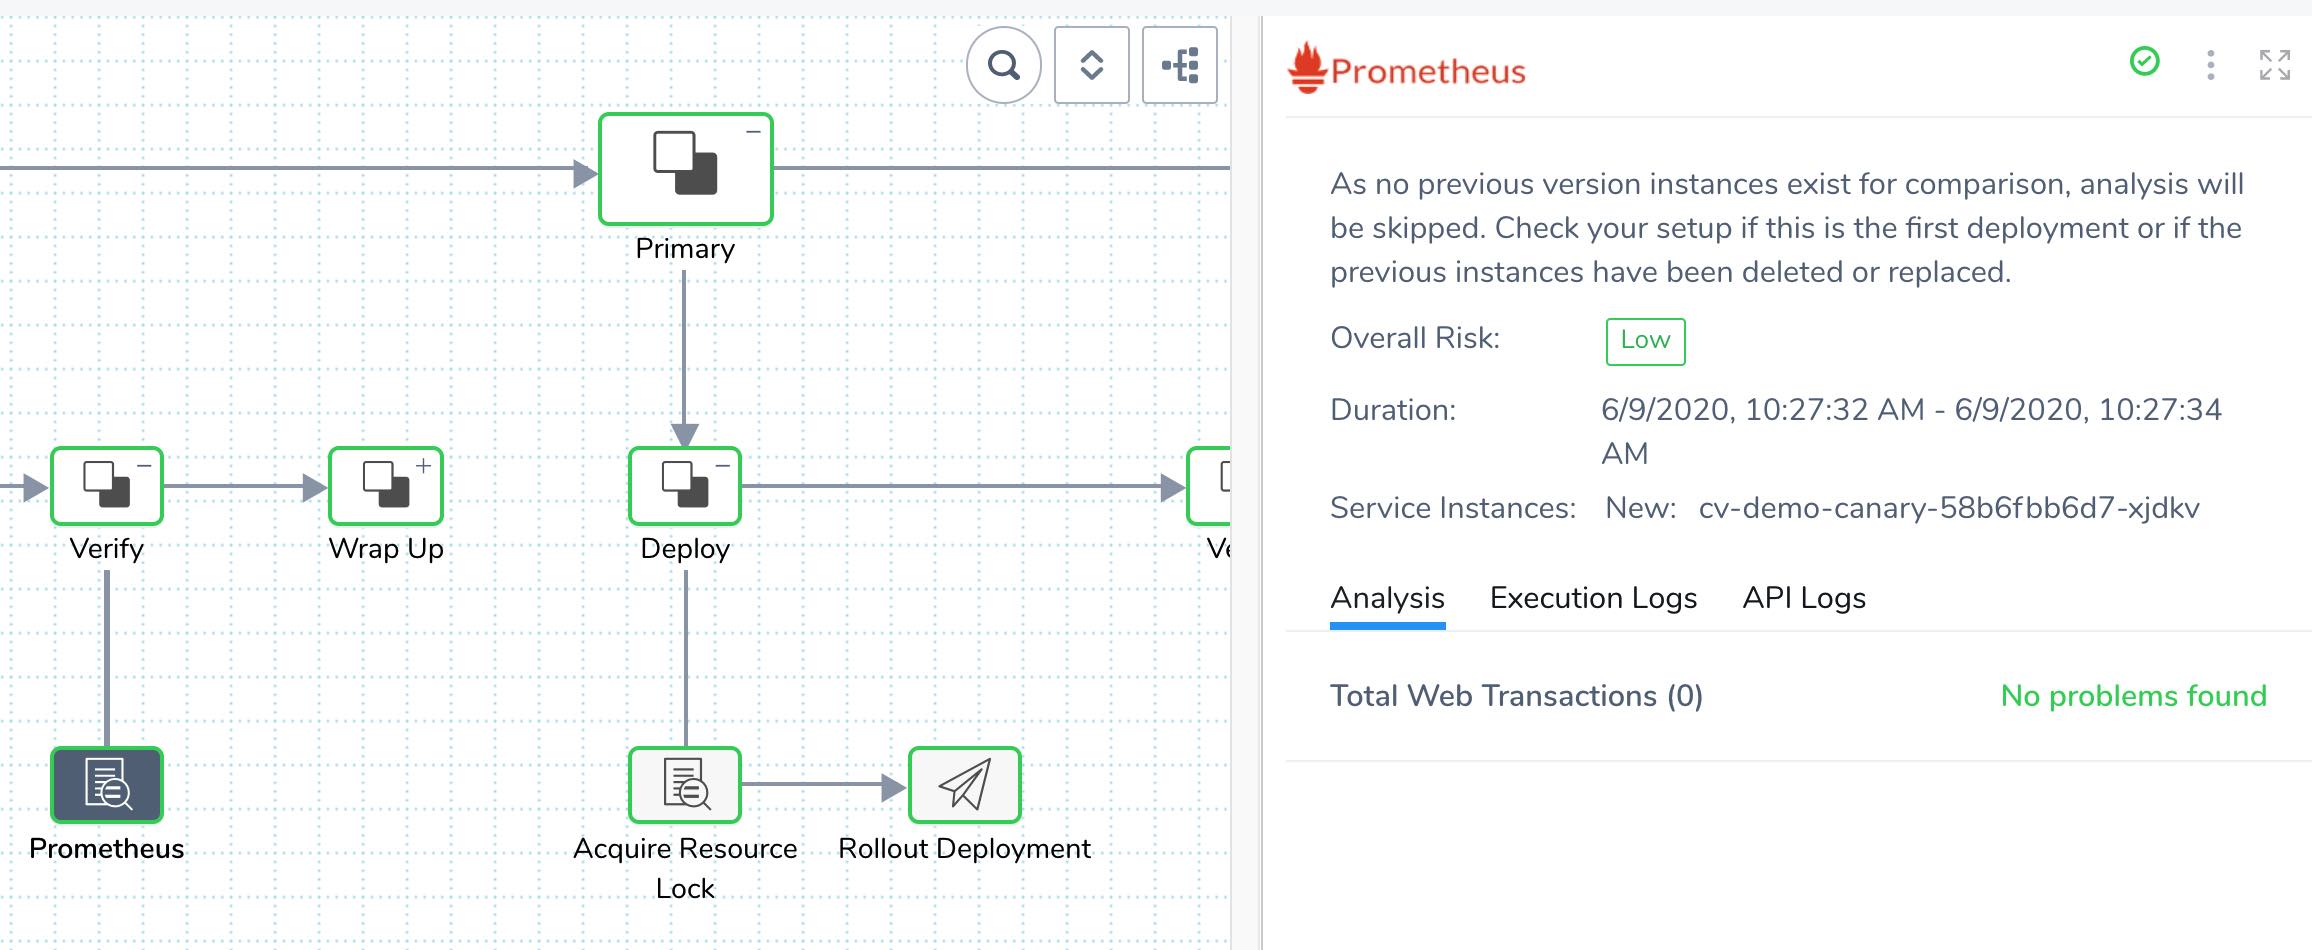 Primary
Verify
Wrap Up
Deploy
Ve
Prometheus
Acquire Resource
Lock
Rollout Deployment
Prometheus
As no previous version instances exist for comparison, analysis will
be skipped. Check your setup if this is the first deployment or if the
previous instances have been deleted or replaced.
Overall Risk: Low
Duration: 6/9/2020, 10:27:32 AM - 6/9/2020, 10:27:34
AM
Service Instances: New: cv-demo-canary-58b6fbb6d7-xjdkv
Analysis Execution Logs API Logs
Total Web Transactions (0) No problems found